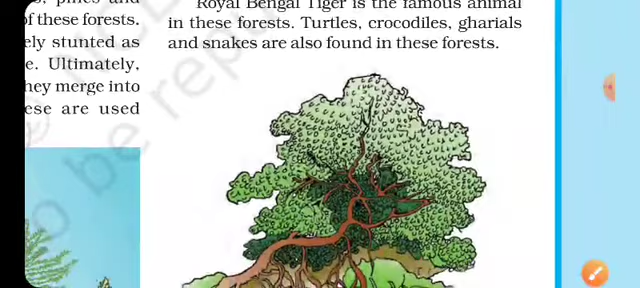 of these forests.
ely stunted as
e. Ultimately,
hey merge into
ese are used
Royal Bengal Tiger is the famous animal
in these forests. Turtles, crocodiles, gharials
and snakes are also found in these forests.